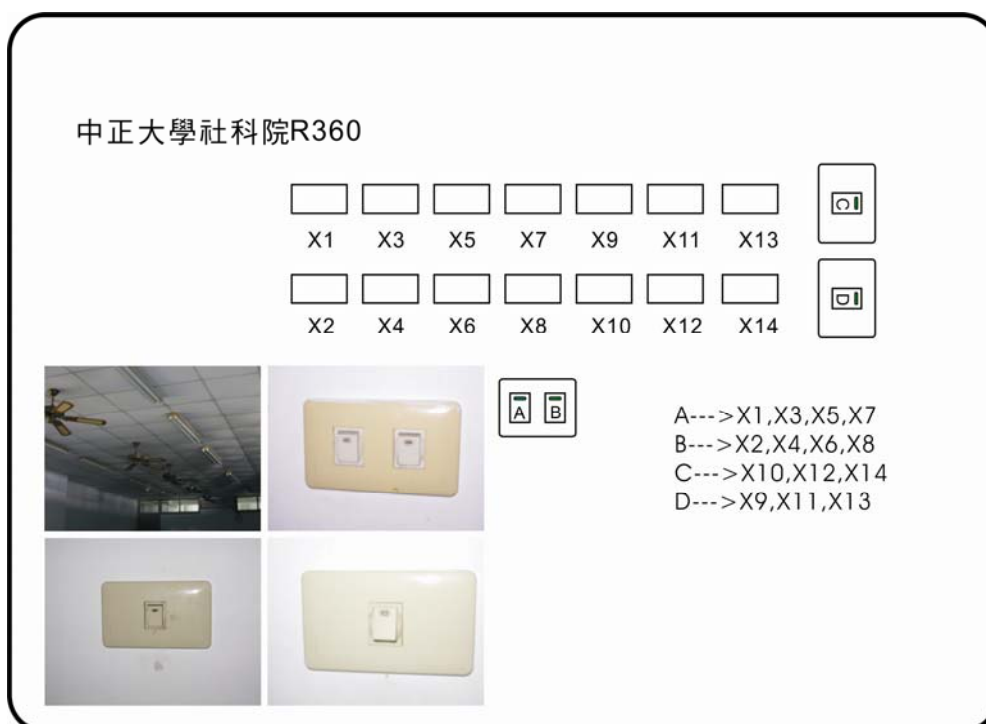 中正大學社科院R360
X1 X3 X5 X7 X9 X11 X13
C
X2 X4 X6 X8 X10 X12 X14
D
A B
A--->X1,X3,X5,X7
B--->X2,X4,X6,X8
C--->X10,X12,X14
D--->X9,X11,X13